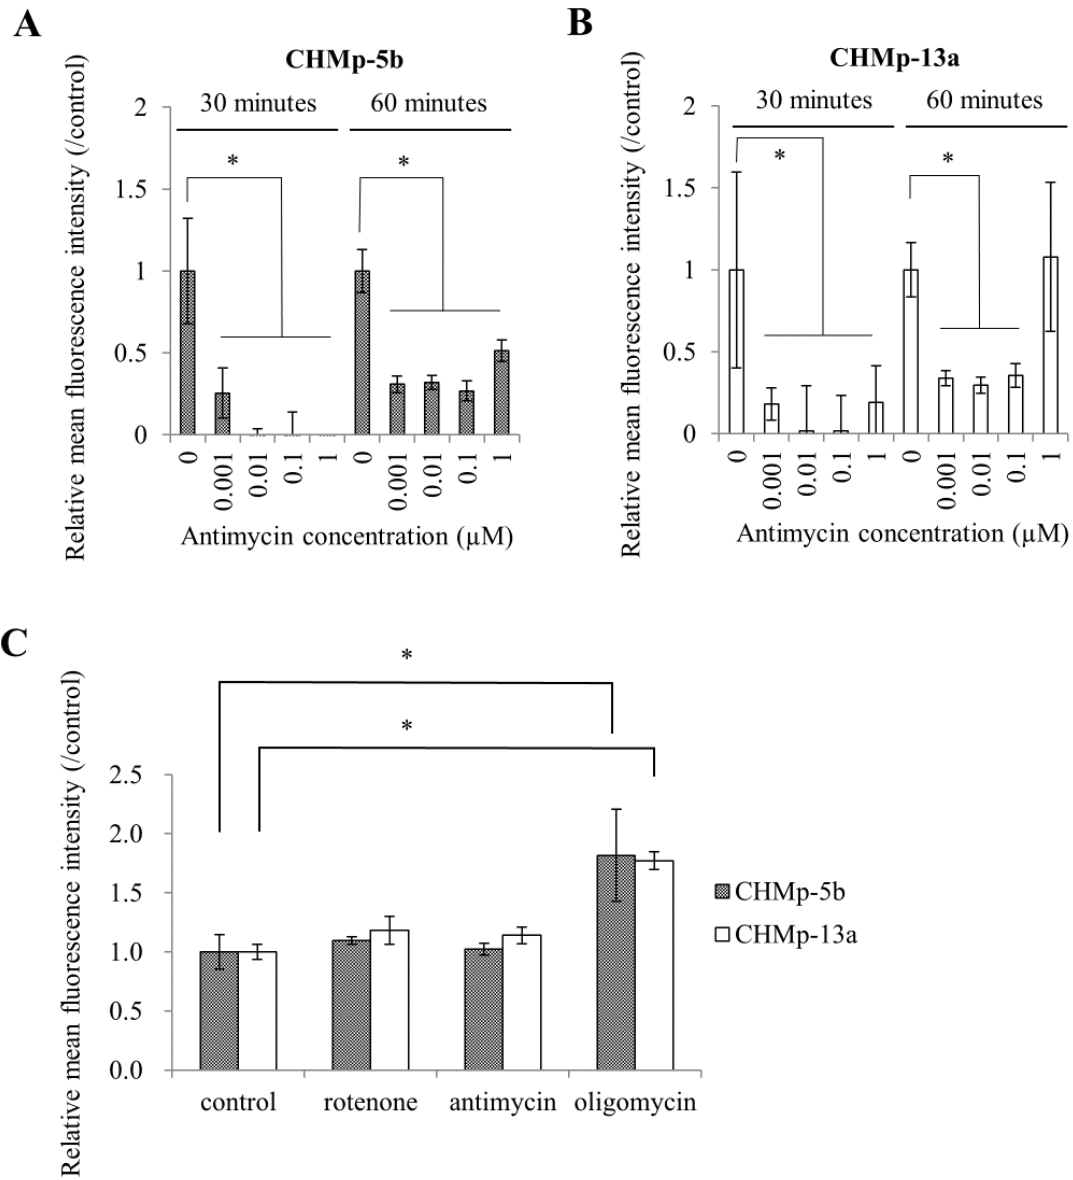 A
CHMp-5b
30 minutes 60 minutes
Relative mean fluorescence intensity (/control)
2
1.5
1
0.5
0
* *
0 0.001 0.01 0.1 1 0 0.001 0.01 0.1 1
Antimycin concentration (µM)
B
CHMp-13a
30 minutes 60 minutes
Relative mean fluorescence intensity (/control)
2
1.5
1
0.5
0
* *
0 0.001 0.01 0.1 1 0 0.001 0.01 0.1 1
Antimycin concentration (µM)
C
Relative mean fluorescence intensity (/control)
*
*
2.5
2.0
1.5
1.0
0.5
0.0
control rotenone antimycin oligomycin
CHMp-5b
CHMp-13a